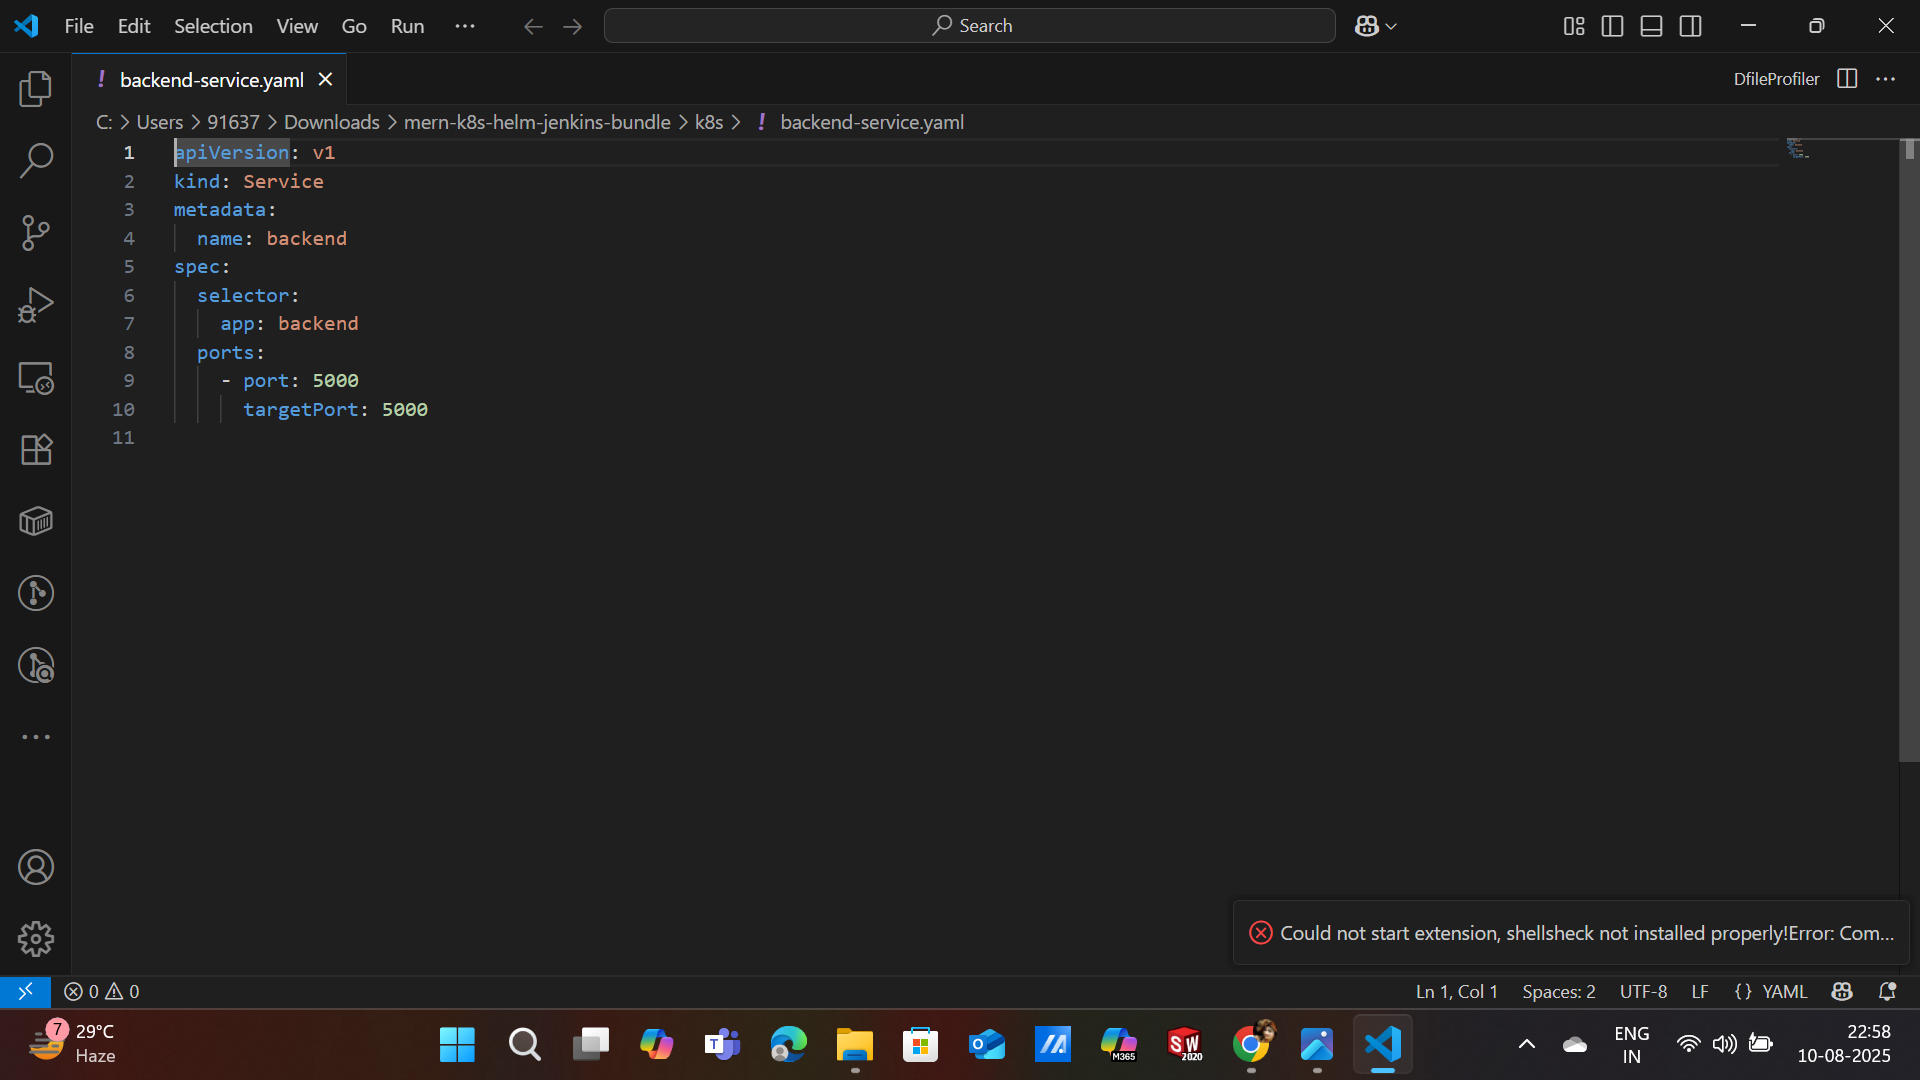 File Edit Selection View Go Run ··· Search
! backend-service.yaml DfileProfiler ···
C: > Users > 91637 > Downloads > mern-k8s-helm-jenkins-bundle > k8s > ! backend-service.yaml
1 apiVersion: v1
2 kind: Service
3 metadata:
4 name: backend
5 spec:
6 selector:
7 app: backend
8 ports:
9 - port: 5000
10 targetPort: 5000
11
Could not start extension, shellsheck not installed properly!Error: Com...
0 0 Ln 1, Col 1 Spaces: 2 UTF-8 LF {} YAML
7 29°C
Haze
T
M365
SW
2020
ENG
IN
22:58
10-08-2025